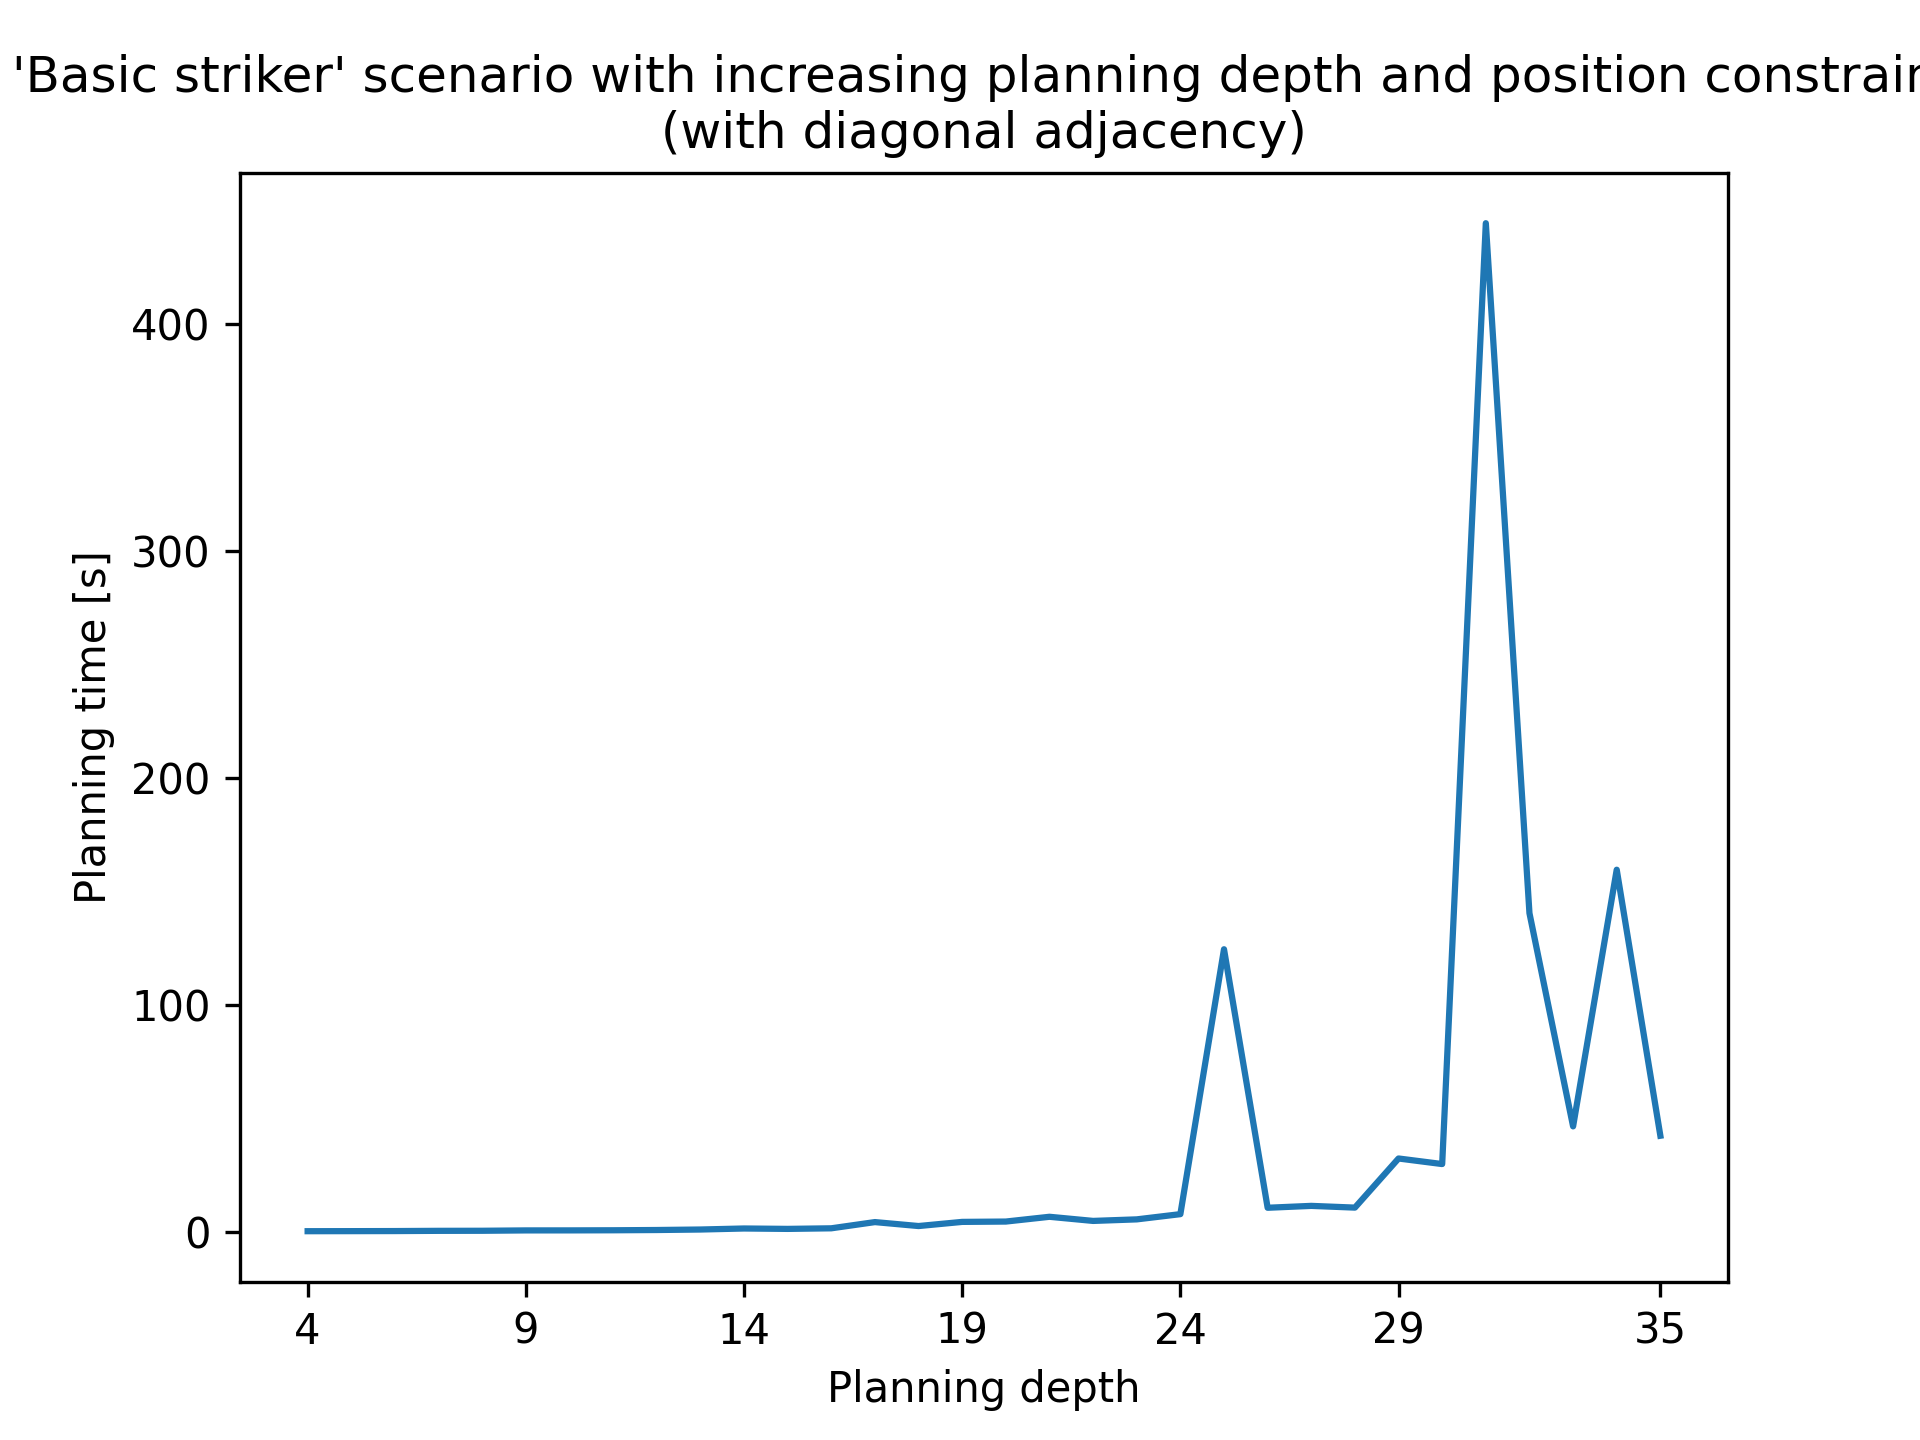 'Basic striker' scenario with increasing planning depth and position
(with diagonal adjacency)
400
300
200
100
0
Planning time [s]
4 9 14 19 24 29 35
Planning depth